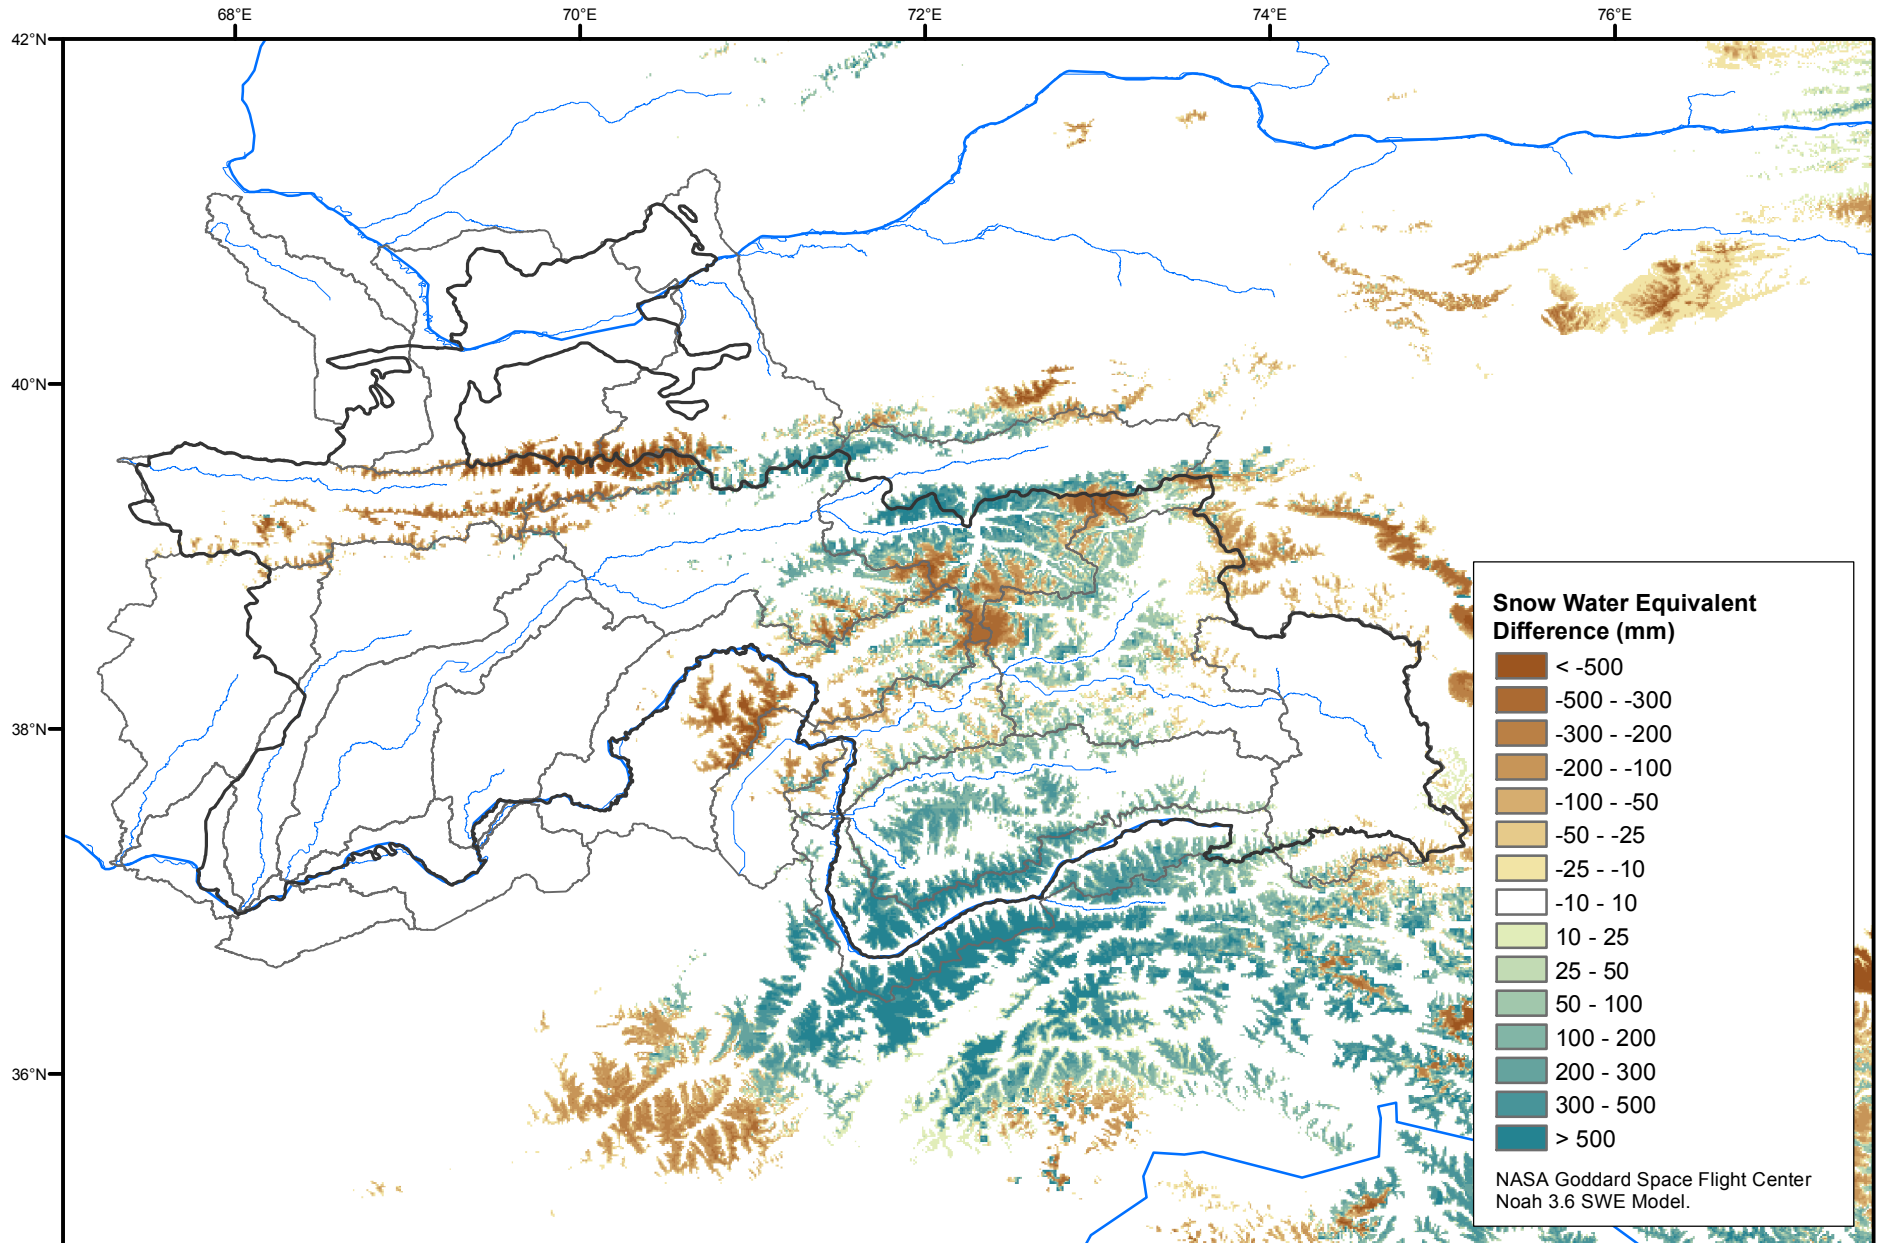 68°E
70°E
72°E
74°E
76°E
42°N
40°N
38°N
36°N
Snow Water Equivalent
Difference (mm)
< -500
-500 - -300
-300 - -200
-200 - -100
-100 - -50
-50 - -25
-25 - -10
-10 - 10
10 - 25
25 - 50
50 - 100
100 - 200
200 - 300
300 - 500
> 500
NASA Goddard Space Flight Center
Noah 3.6 SWE Model.